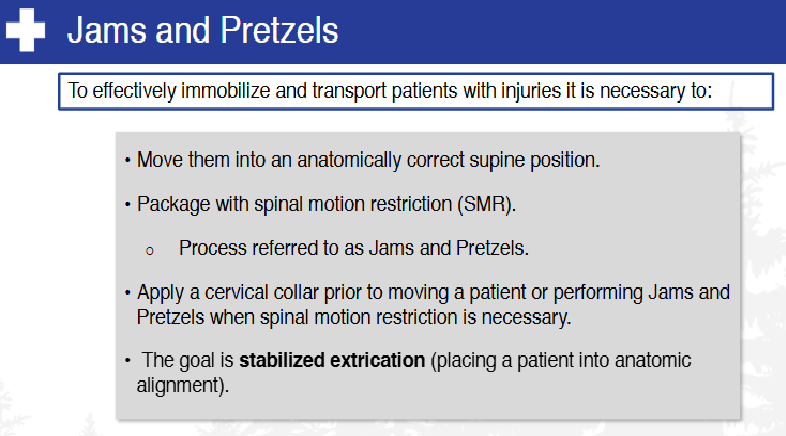 Jams and Pretzels
To effectively immobilize and transport patients with injuries it is necessary to:
• Move them into an anatomically correct supine position.
• Package with spinal motion restriction (SMR).
o Process referred to as Jams and Pretzels.
• Apply a cervical collar prior to moving a patient or performing Jams and
Pretzels when spinal motion restriction is necessary.
• The goal is stabilized extrication (placing a patient into anatomic
alignment).